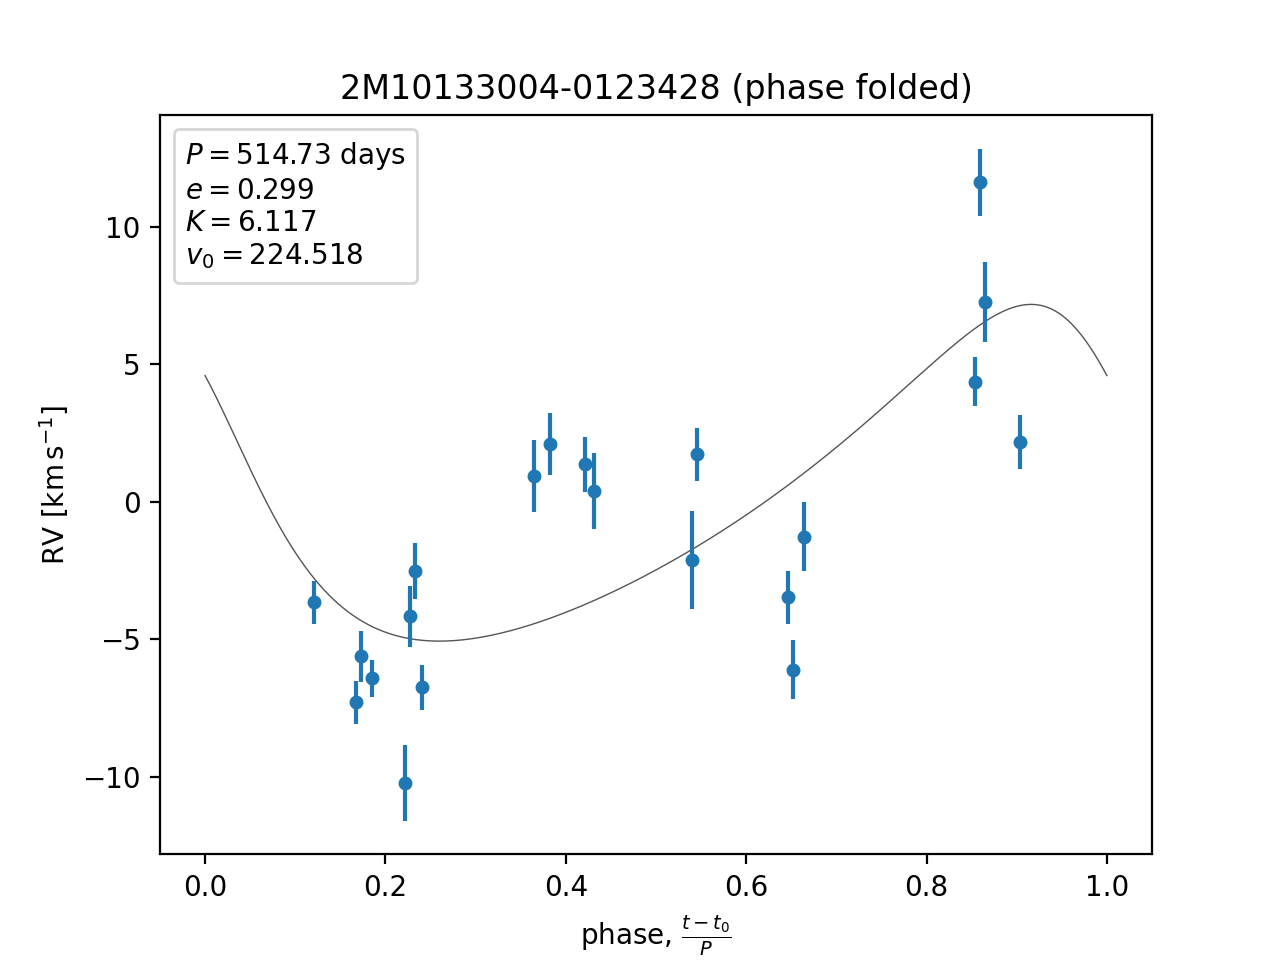 2M10133004-0123428 (phase folded)
P = 514.73 days
e = 0.299
K = 6.117
v₀ = 224.518
RV [km s⁻¹]
10
5
0
−5
−10
0.0 0.2 0.4 0.6 0.8 1.0
phase, (t − t₀)/P